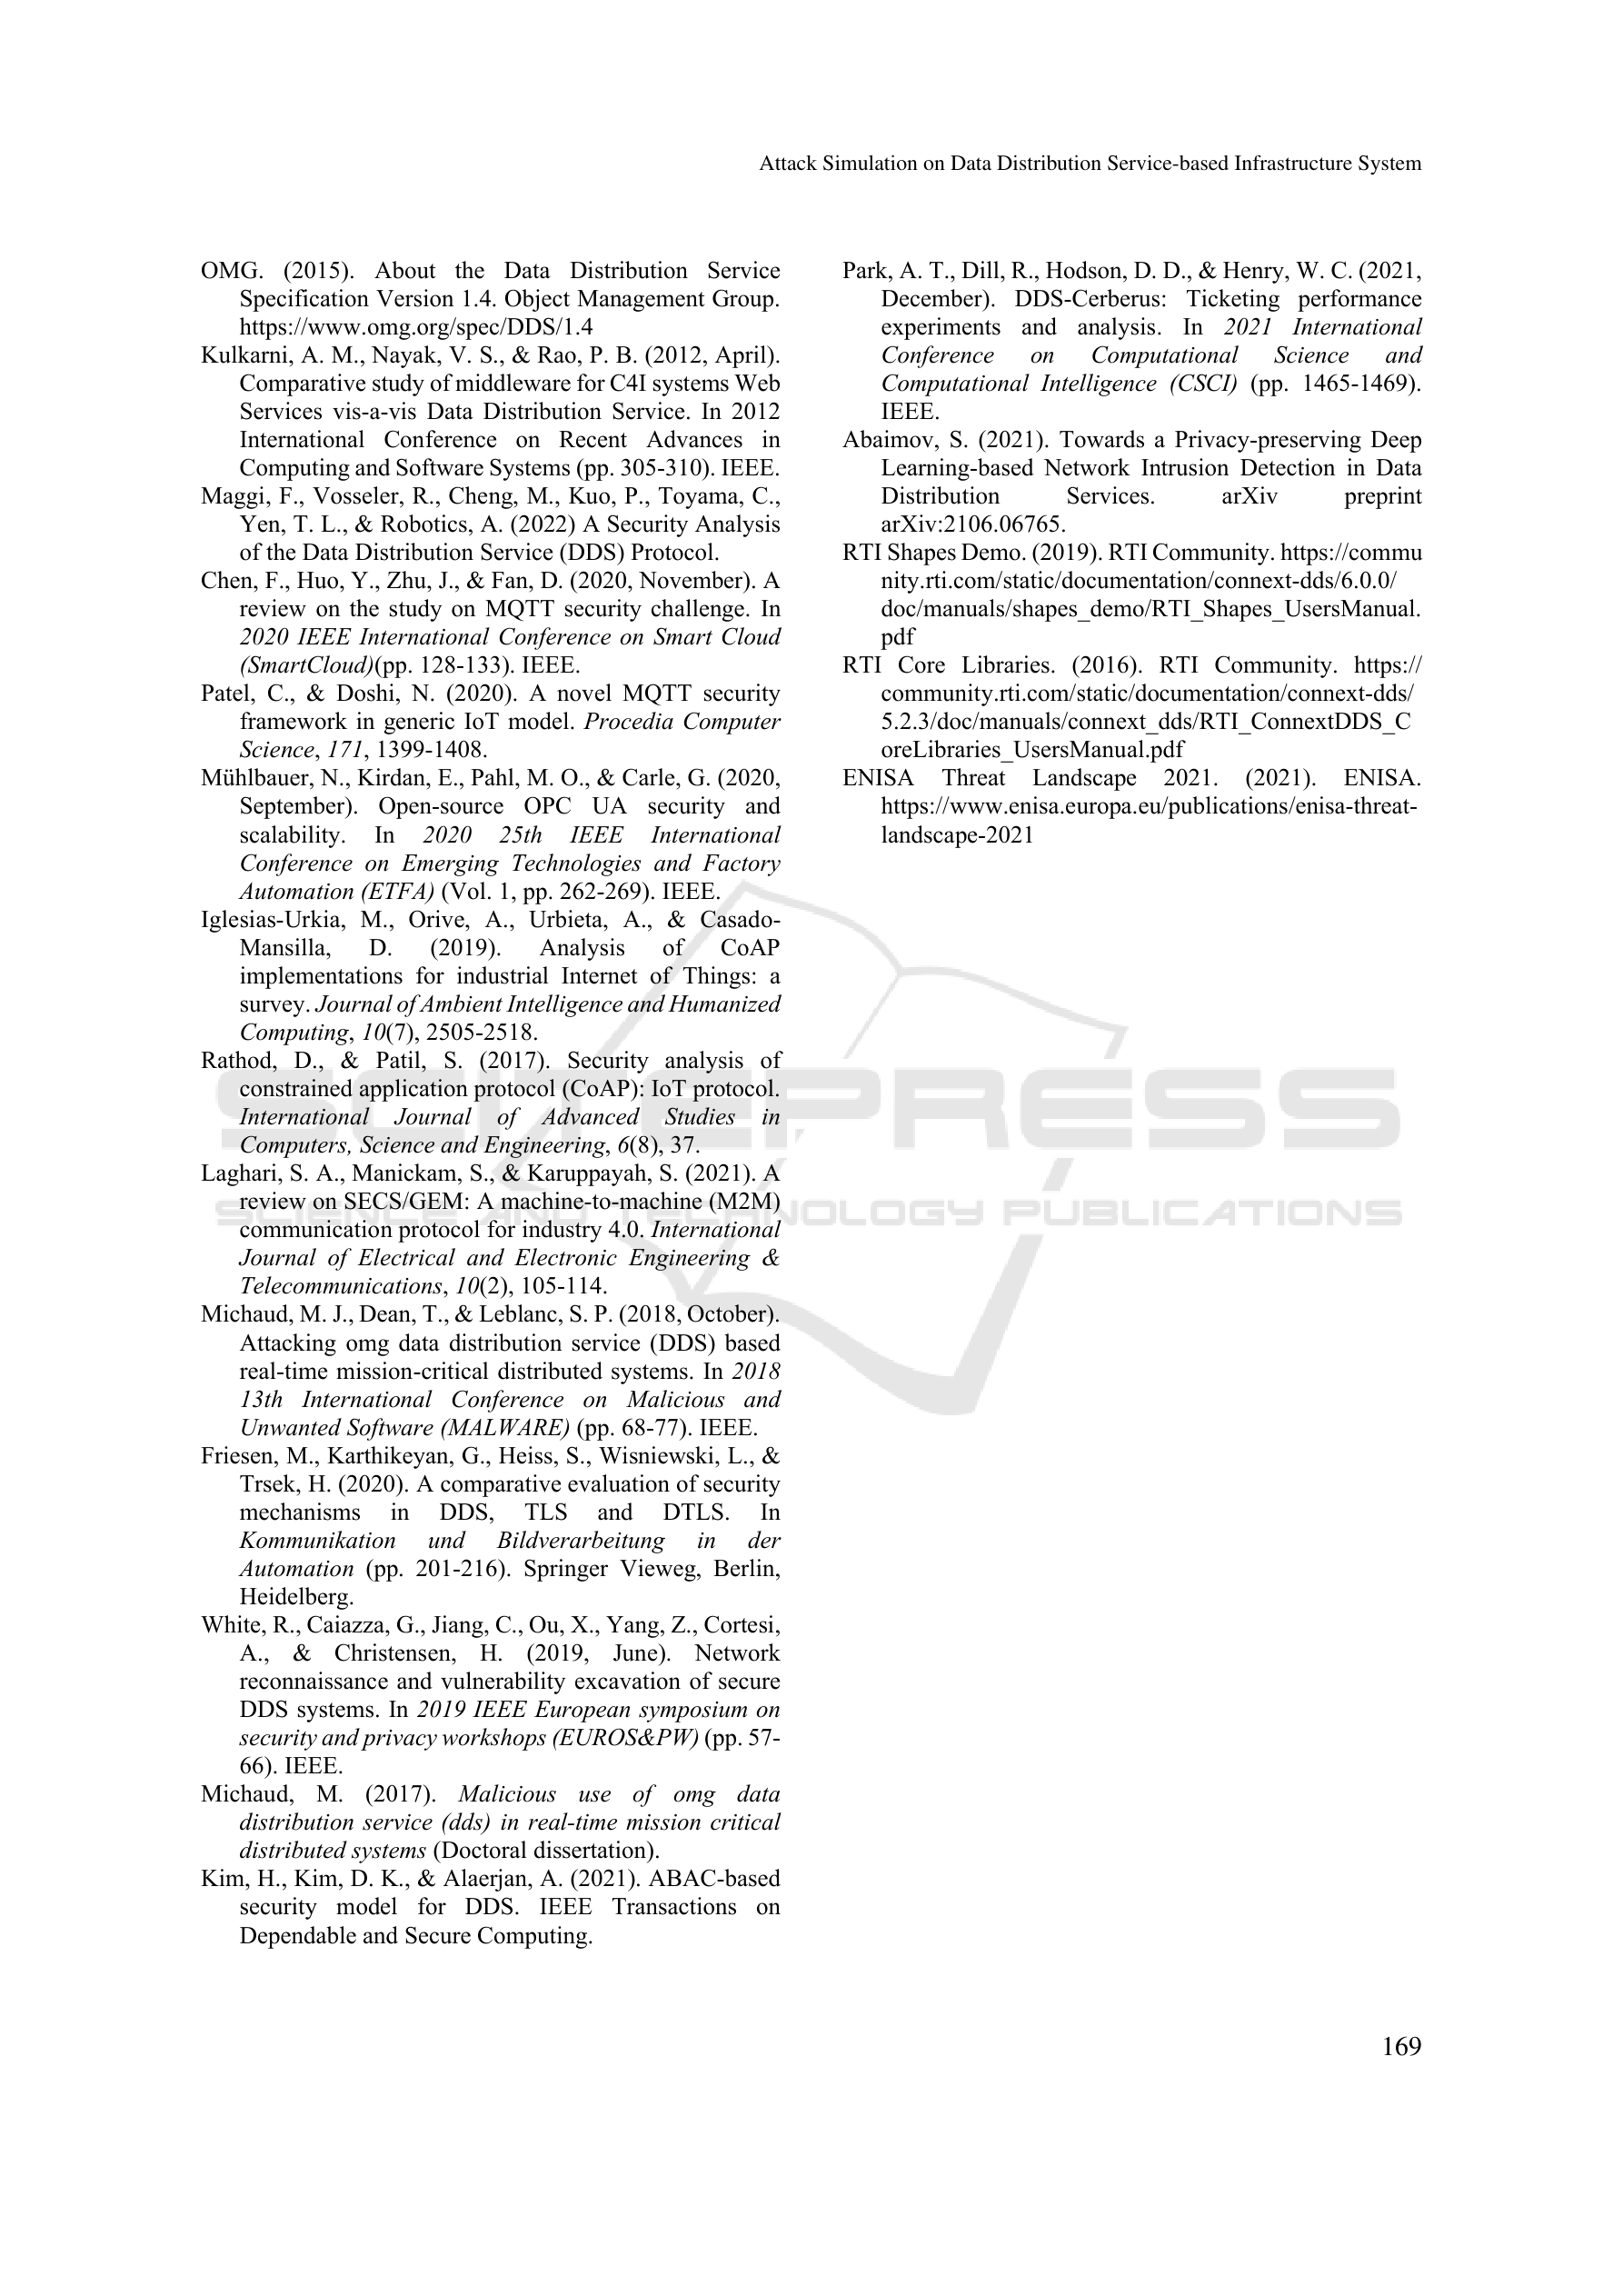 Attack Simulation on Data Distribution Service-based Infrastructure System
OMG. (2015). About the Data Distribution Service
Specification Version 1.4. Object Management Group.
https://www.omg.org/spec/DDS/1.4
Kulkarni, A. M., Nayak, V. S., & Rao, P. B. (2012, April).
Comparative study of middleware for C4I systems Web
Services vis-a-vis Data Distribution Service. In 2012
International Conference on Recent Advances in
Computing and Software Systems (pp. 305-310). IEEE.
Maggi, F., Vosseler, R., Cheng, M., Kuo, P., Toyama, C.,
Yen, T. L., & Robotics, A. (2022) A Security Analysis
of the Data Distribution Service (DDS) Protocol.
Chen, F., Huo, Y., Zhu, J., & Fan, D. (2020, November). A
review on the study on MQTT security challenge. In
2020 IEEE International Conference on Smart Cloud
(SmartCloud)(pp. 128-133). IEEE.
Patel, C., & Doshi, N. (2020). A novel MQTT security
framework in generic IoT model. Procedia Computer
Science, 171, 1399-1408.
Mühlbauer, N., Kirdan, E., Pahl, M. O., & Carle, G. (2020,
September). Open-source OPC UA security and
scalability. In 2020 25th IEEE International
Conference on Emerging Technologies and Factory
Automation (ETFA) (Vol. 1, pp. 262-269). IEEE.
Iglesias-Urkia, M., Orive, A., Urbieta, A., & Casado-
Mansilla, D. (2019). Analysis of CoAP
implementations for industrial Internet of Things: a
survey. Journal of Ambient Intelligence and Humanized
Computing, 10(7), 2505-2518.
Rathod, D., & Patil, S. (2017). Security analysis of
constrained application protocol (CoAP): IoT protocol.
International Journal of Advanced Studies in
Computers, Science and Engineering, 6(8), 37.
Laghari, S. A., Manickam, S., & Karuppayah, S. (2021). A
review on SECS/GEM: A machine-to-machine (M2M)
communication protocol for industry 4.0. International
Journal of Electrical and Electronic Engineering &
Telecommunications, 10(2), 105-114.
Michaud, M. J., Dean, T., & Leblanc, S. P. (2018, October).
Attacking omg data distribution service (DDS) based
real-time mission-critical distributed systems. In 2018
13th International Conference on Malicious and
Unwanted Software (MALWARE) (pp. 68-77). IEEE.
Friesen, M., Karthikeyan, G., Heiss, S., Wisniewski, L., &
Trsek, H. (2020). A comparative evaluation of security
mechanisms in DDS, TLS and DTLS. In
Kommunikation und Bildverarbeitung in der
Automation (pp. 201-216). Springer Vieweg, Berlin,
Heidelberg.
White, R., Caiazza, G., Jiang, C., Ou, X., Yang, Z., Cortesi,
A., & Christensen, H. (2019, June). Network
reconnaissance and vulnerability excavation of secure
DDS systems. In 2019 IEEE European symposium on
security and privacy workshops (EUROS&PW) (pp. 57-
66). IEEE.
Michaud, M. (2017). Malicious use of omg data
distribution service (dds) in real-time mission critical
distributed systems (Doctoral dissertation).
Kim, H., Kim, D. K., & Alaerjan, A. (2021). ABAC-based
security model for DDS. IEEE Transactions on
Dependable and Secure Computing.
Park, A. T., Dill, R., Hodson, D. D., & Henry, W. C. (2021,
December). DDS-Cerberus: Ticketing performance
experiments and analysis. In 2021 International
Conference on Computational Science and
Computational Intelligence (CSCI) (pp. 1465-1469).
IEEE.
Abaimov, S. (2021). Towards a Privacy-preserving Deep
Learning-based Network Intrusion Detection in Data
Distribution Services. arXiv preprint
arXiv:2106.06765.
RTI Shapes Demo. (2019). RTI Community. https://commu
nity.rti.com/static/documentation/connext-dds/6.0.0/
doc/manuals/shapes_demo/RTI_Shapes_UsersManual.
pdf
RTI Core Libraries. (2016). RTI Community. https://
community.rti.com/static/documentation/connext-dds/
5.2.3/doc/manuals/connext_dds/RTI_ConnextDDS_C
oreLibraries_UsersManual.pdf
ENISA Threat Landscape 2021. (2021). ENISA.
https://www.enisa.europa.eu/publications/enisa-threat-
landscape-2021
SCITEPRESS
SCIENCE AND TECHNOLOGY PUBLICATIONS
169